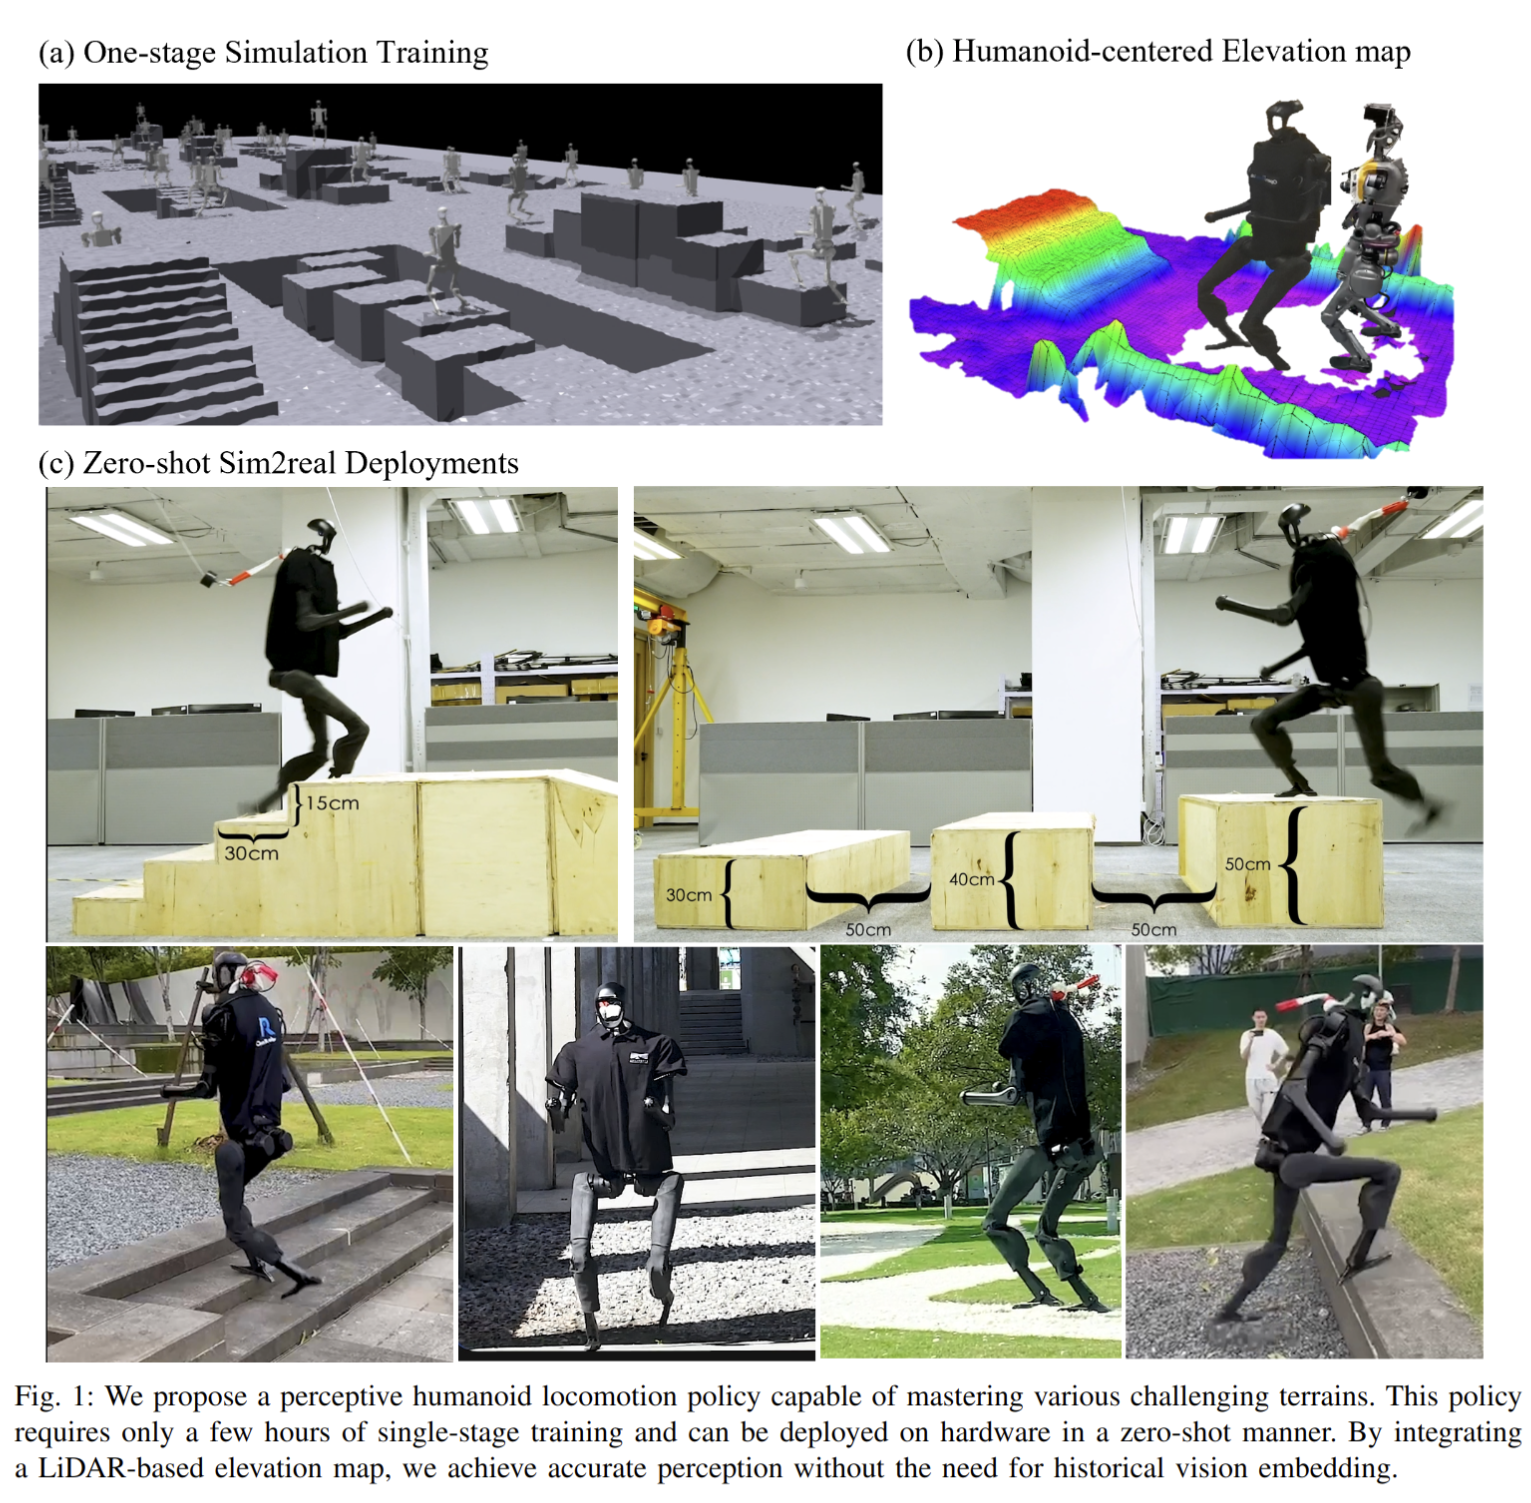 (a) One-stage Simulation Training
(b) Humanoid-centered Elevation map
(c) Zero-shot Sim2real Deployments
15cm
30cm
30cm
50cm
40cm
50cm
50cm
R
Fig. 1: We propose a perceptive humanoid locomotion policy capable of mastering various challenging terrains. This policy
requires only a few hours of single-stage training and can be deployed on hardware in a zero-shot manner. By integrating
a LiDAR-based elevation map, we achieve accurate perception without the need for historical vision embedding.